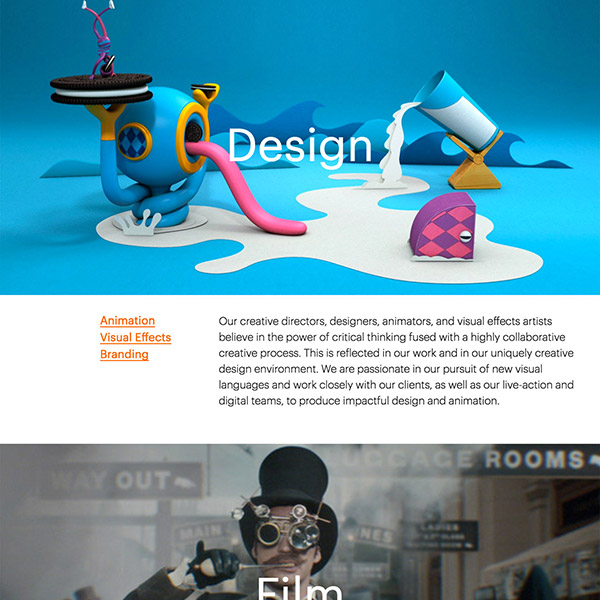 Design
Animation
Visual Effects
Branding
Our creative directors, designers, animators, and visual effects artists
believe in the power of critical thinking fused with a highly collaborative
creative process. This is reflected in our work and in our uniquely creative
design environment. We are passionate in our pursuit of new visual
languages and work closely with our clients, as well as our live-action and
digital teams, to produce impactful design and animation.
WAY OUT
LUGGAGE ROOMS
MAIN LINES
LADIES
Film